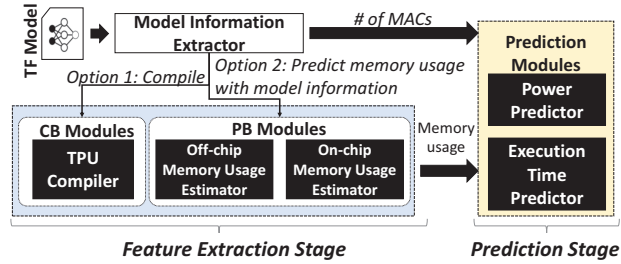 TF Model
Model Information
Extractor
# of MACs
Option 1: Compile
Option 2: Predict memory usage
with model information
Prediction
Modules
Power
Predictor
Execution
Time
Predictor
CB Modules
TPU
Compiler
PB Modules
Off-chip
Memory Usage
Estimator
On-chip
Memory Usage
Estimator
Memory
usage
Feature Extraction Stage
Prediction Stage